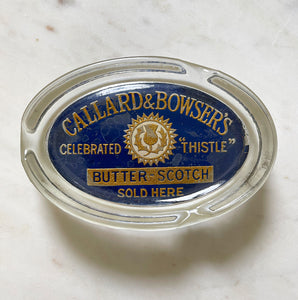 CALLARD & BOWSER'S
CELEBRATED "THISTLE"
BUTTER-SCOTCH
SOLD HERE